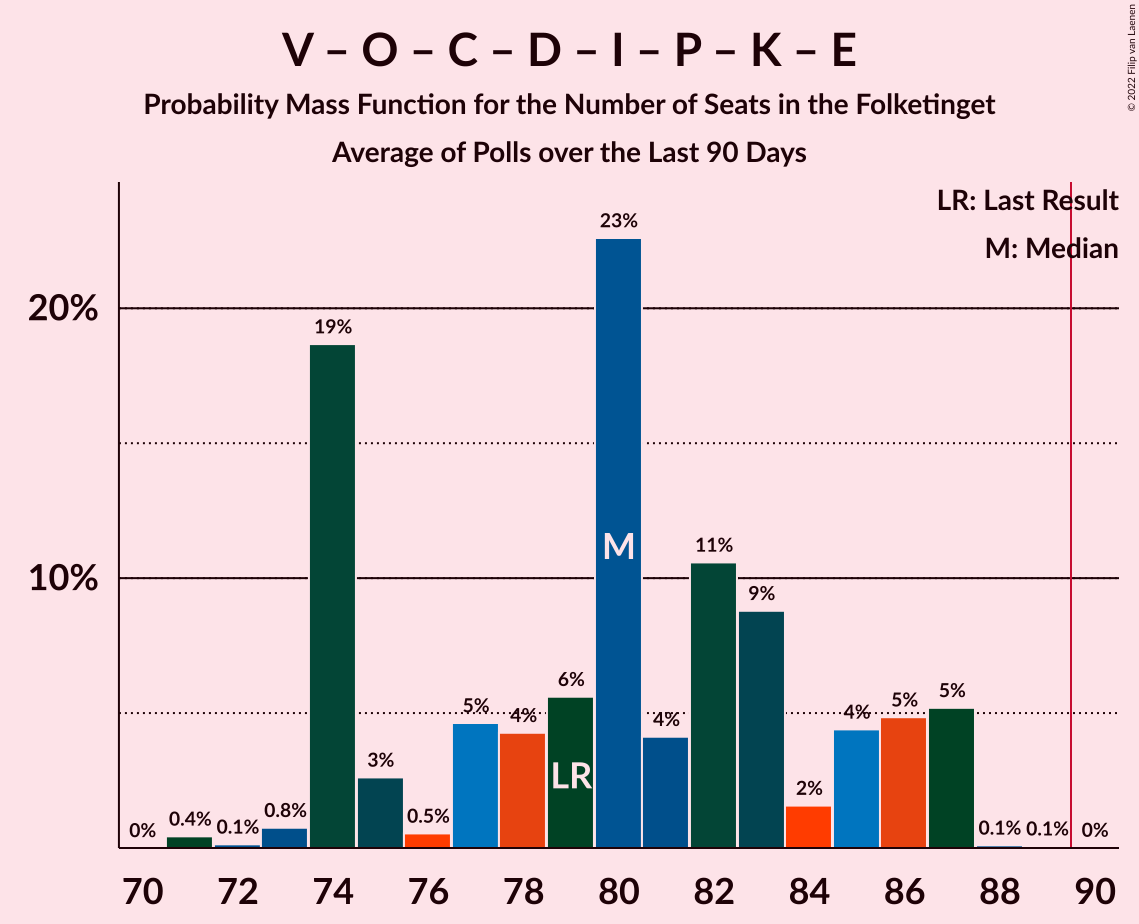 V – O – C – D – I – P – K – E
Probability Mass Function for the Number of Seats in the Folketinget
Average of Polls over the Last 90 Days
© 2022 Filip van Laenen
LR: Last Result
M: Median
20%
10%
0%
0.4%
0.1%
0.8%
19%
3%
0.5%
5%
4%
6%
23%
4%
11%
9%
2%
4%
5%
5%
0.1%
0.1%
0%
M
LR
70 72 74 76 78 80 82 84 86 88 90